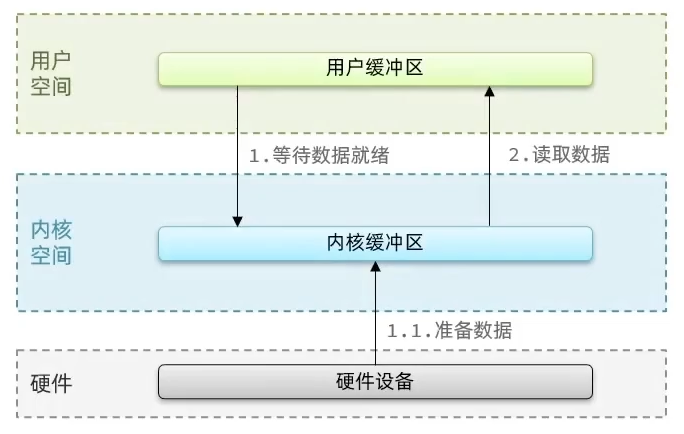 用户
空间
用户缓冲区
1.等待数据就绪
2.读取数据
内核
空间
内核缓冲区
1.1.准备数据
硬件
硬件设备